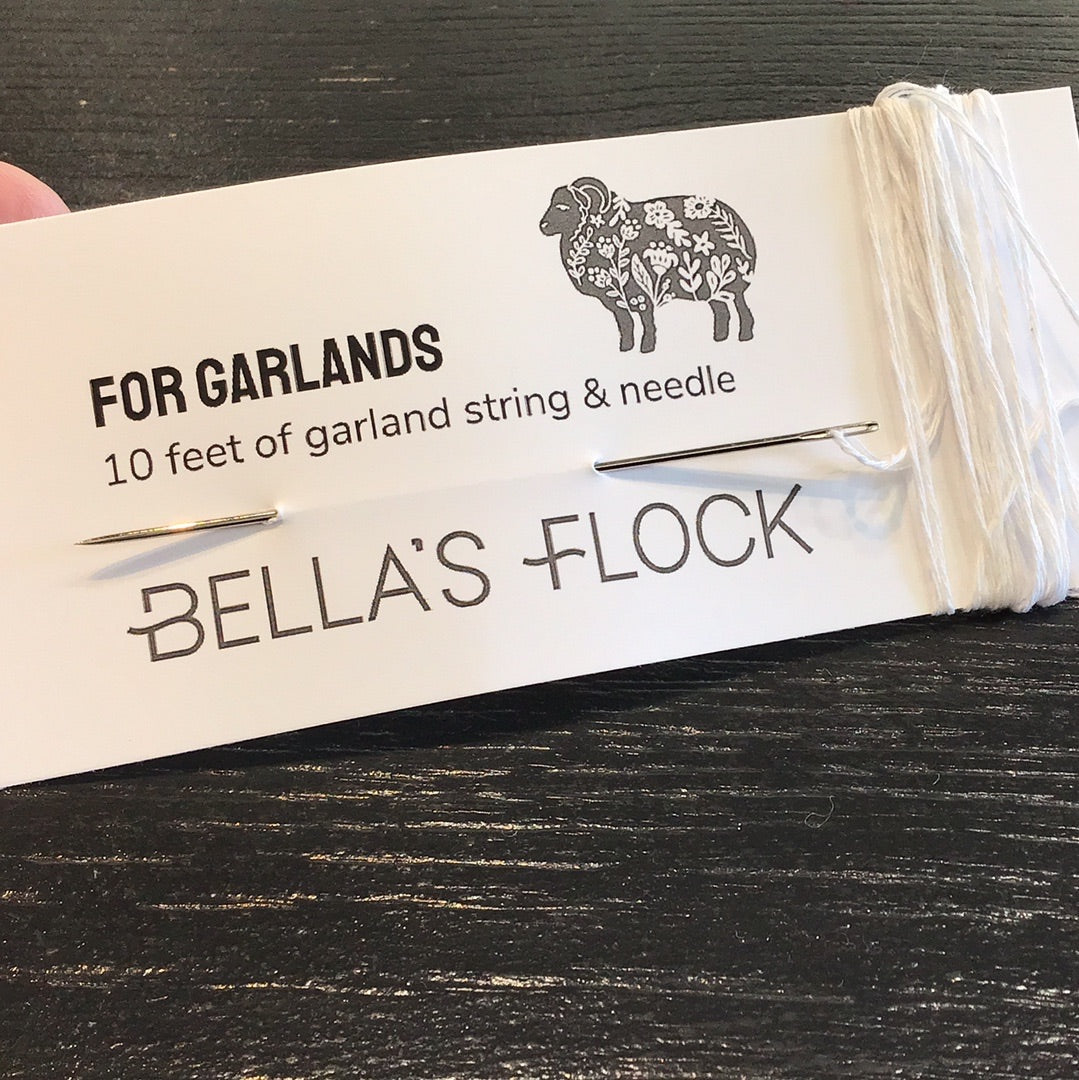 FOR GARLANDS
10 feet of garland string & needle
BELLA'S FLOCK